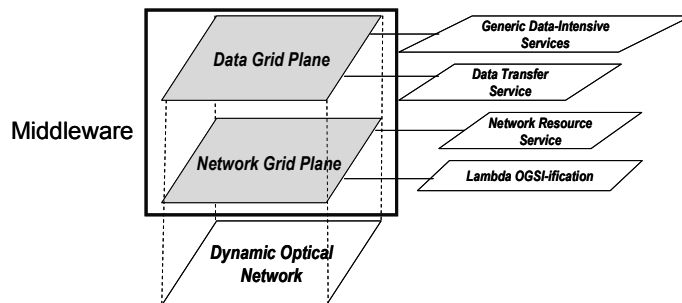 Generic Data-Intensive
Services
Data Grid Plane
Data Transfer
Service
Middleware
Network Resource
Service
Network Grid Plane
Lambda OGSI-ification
Dynamic Optical
Network